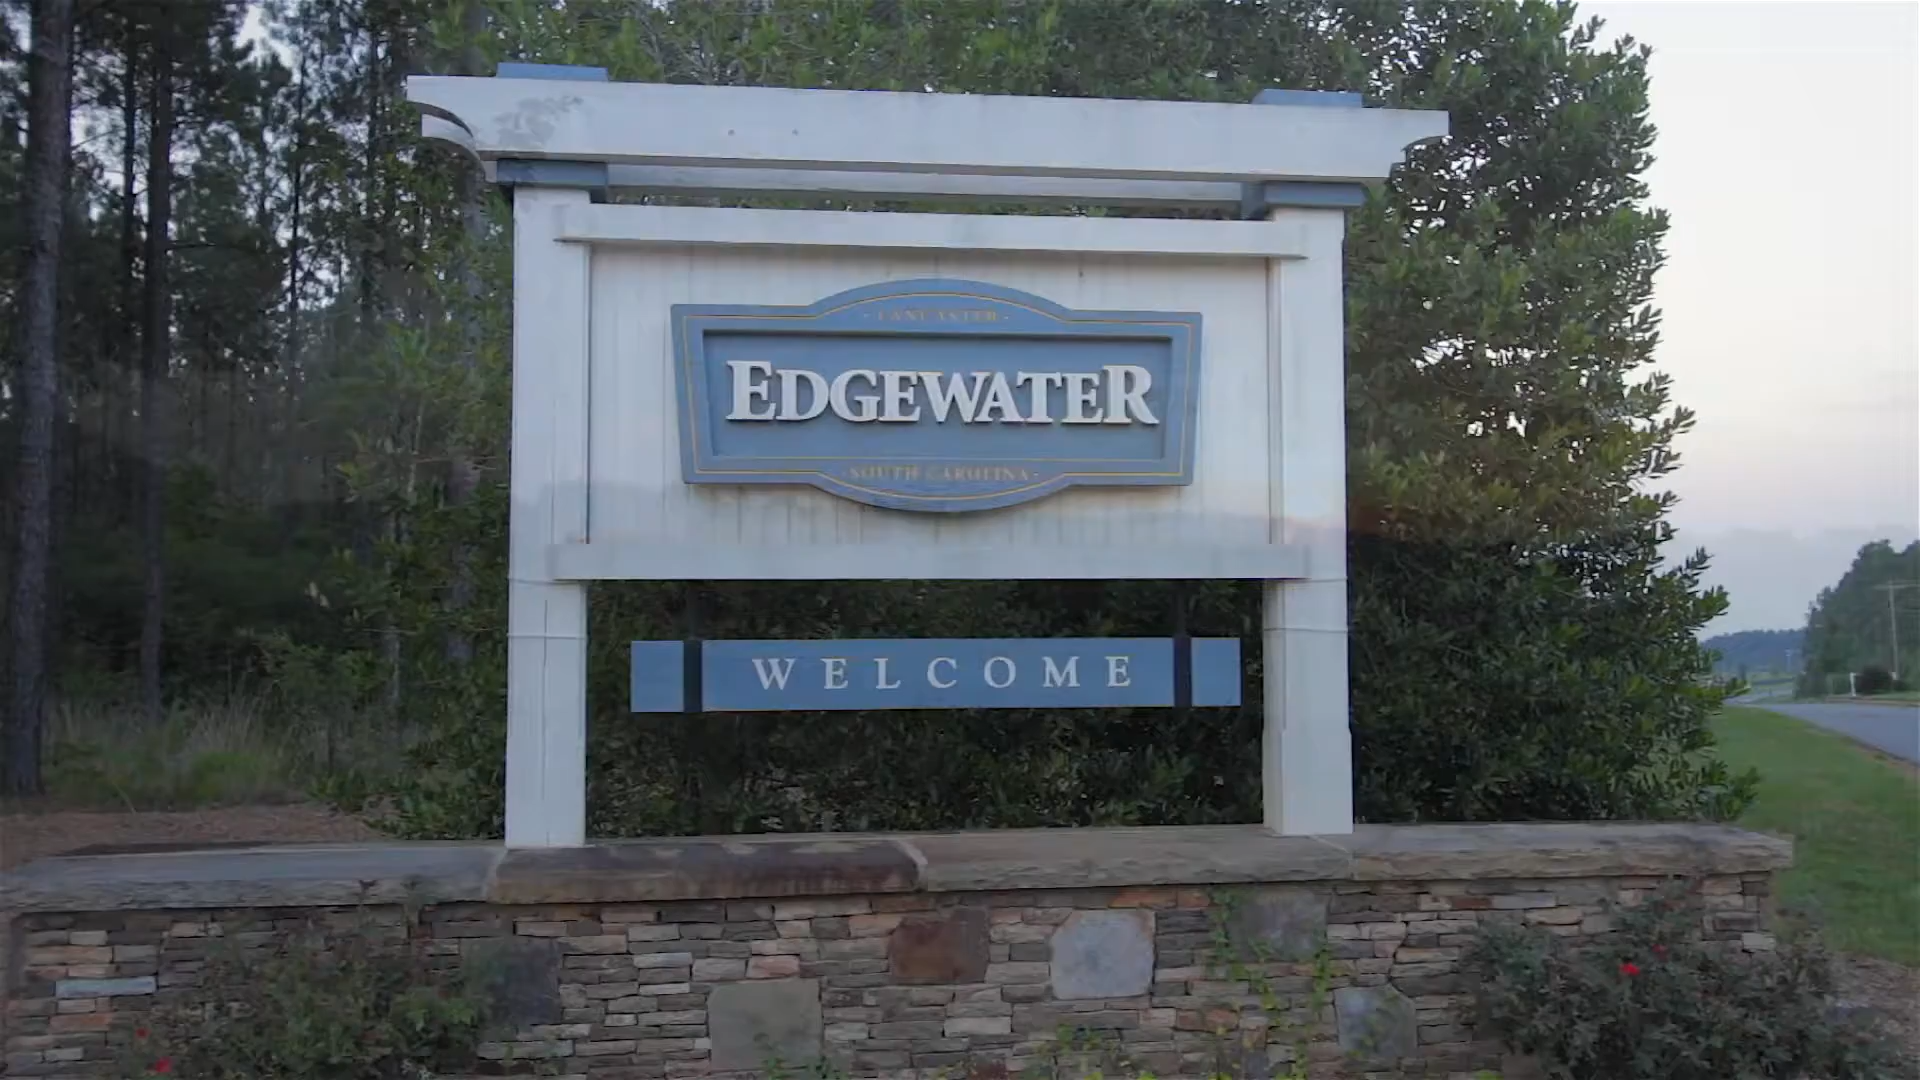 · LANCASTER ·
EDGEWATER
· SOUTH CAROLINA ·
WELCOME